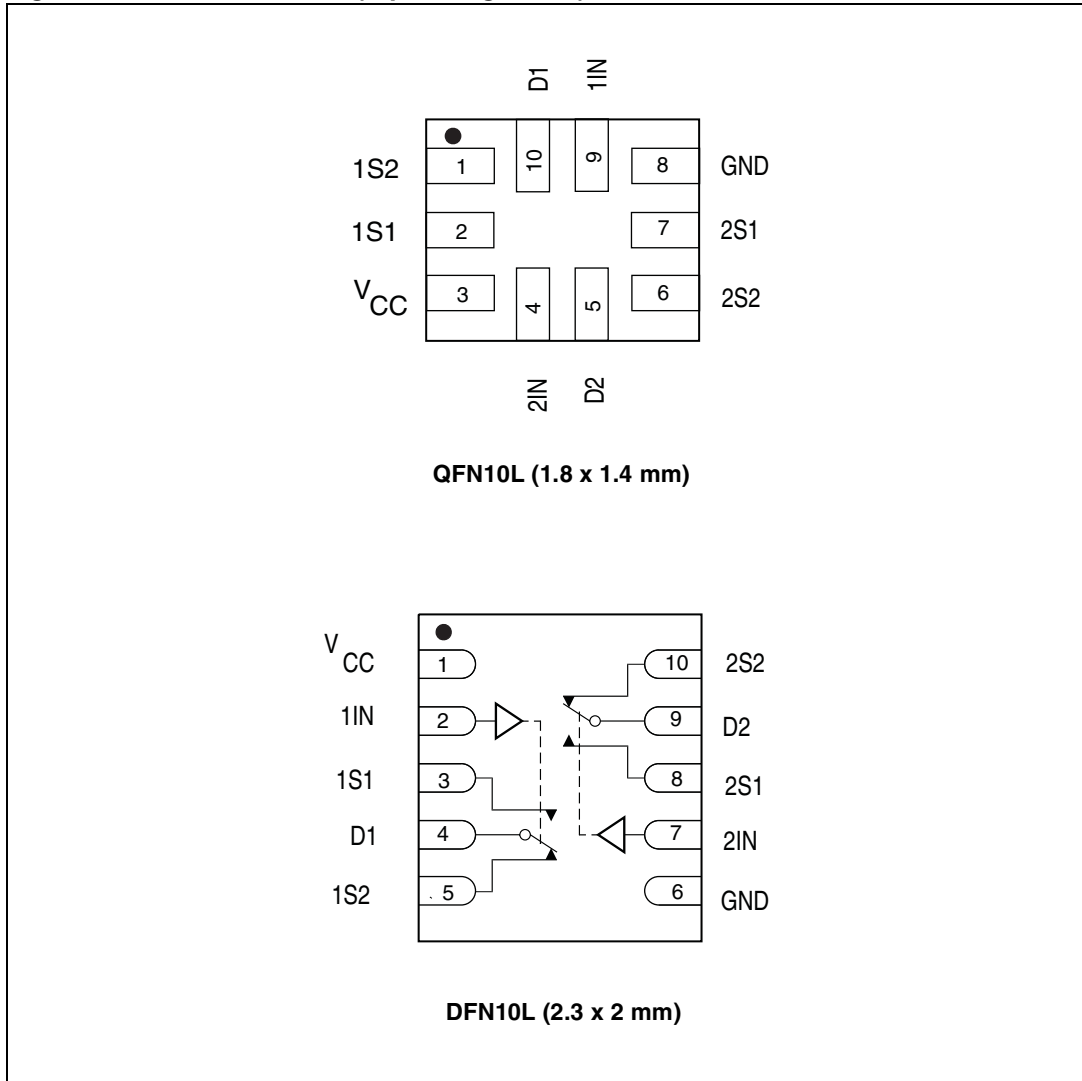 D1 1IN
1S2 1 10 9 8 GND
1S1 2 7 2S1
VCC 3 4 5 6 2S2
2IN D2
QFN10L (1.8 x 1.4 mm)
VCC 1 10 2S2
1IN 2 9 D2
1S1 3 8 2S1
D1 4 7 2IN
1S2 5 6 GND
DFN10L (2.3 x 2 mm)